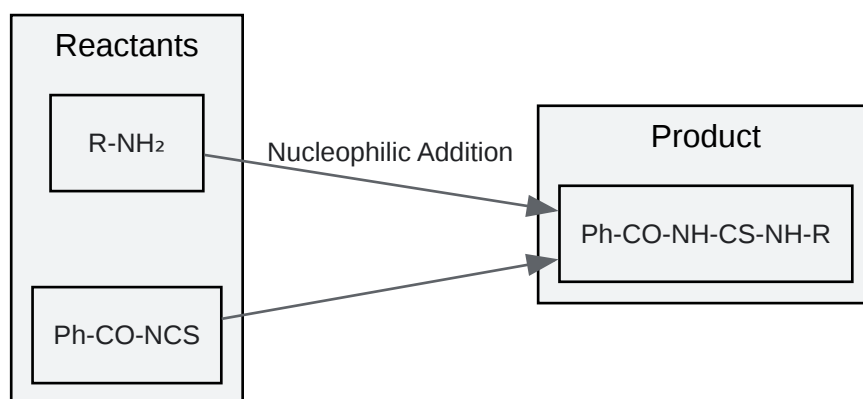 Reactants
R-NH₂
Nucleophilic Addition
Product
Ph-CO-NH-CS-NH-R
Ph-CO-NCS